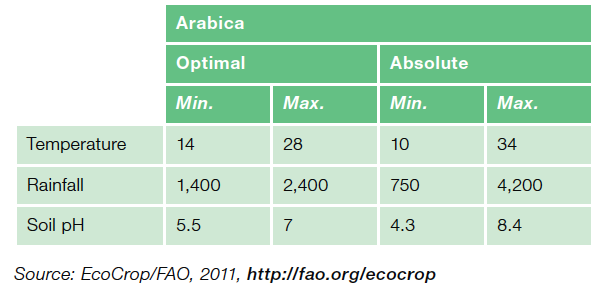 Arabica
Optimal Absolute
Min. Max. Min. Max.
Temperature 14 28 10 34
Rainfall 1,400 2,400 750 4,200
Soil pH 5.5 7 4.3 8.4
Source: EcoCrop/FAO, 2011, http://fao.org/ecocrop